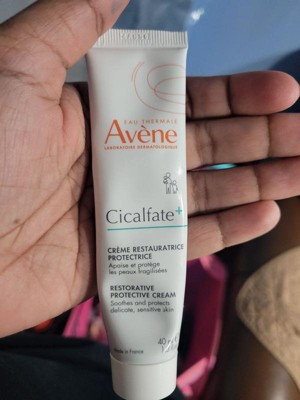 EAU THERMALE
Avène
LABORATOIRE DERMATOLOGIQUE
Cicalfate+
CRÈME RESTAURATRICE
PROTECTRICE
Apaise et protège
les peaux fragilisées
RESTORATIVE
PROTECTIVE CREAM
Soothes and protects
delicate, sensitive skin.
40
Made in France